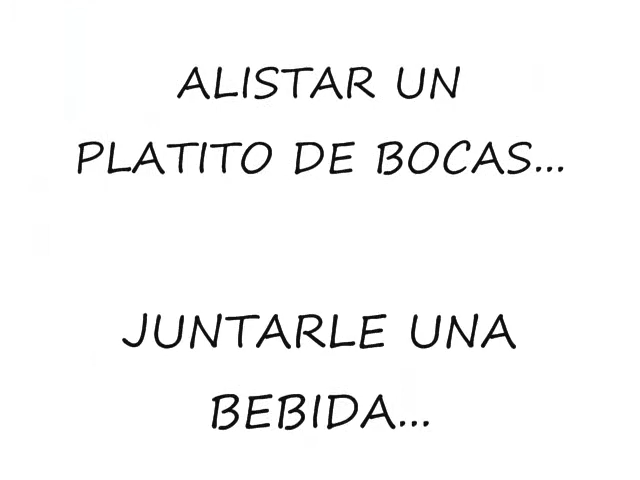 ALISTAR UN
PLATITO DE BOCAS...
JUNTARLE UNA
BEBIDA...